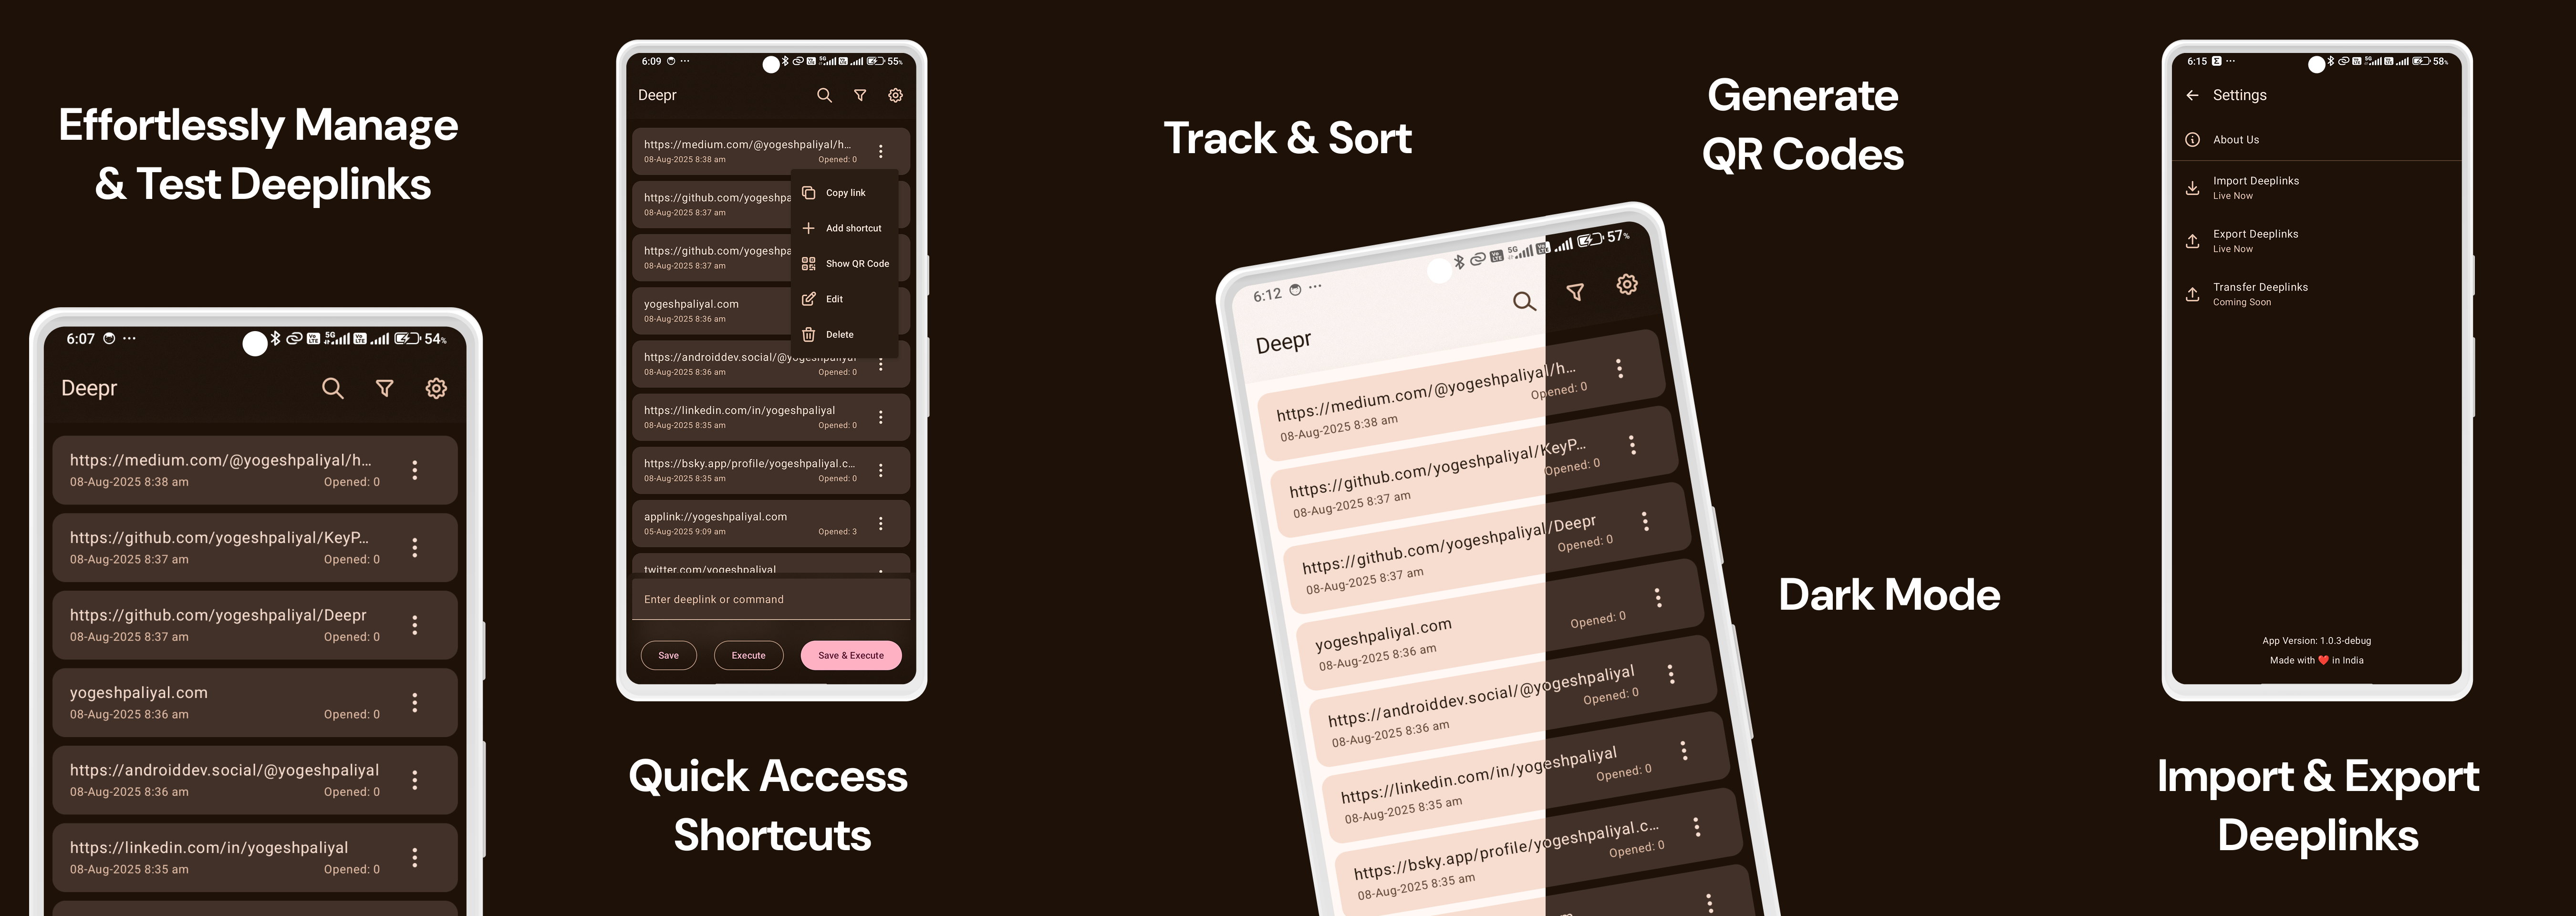 Effortlessly Manage
& Test Deeplinks
6:07 ... 5G 54%
Deepr
https://medium.com/@yogeshpaliyal/h...
08-Aug-2025 8:38 am Opened: 0
https://github.com/yogeshpaliyal/KeyP...
08-Aug-2025 8:37 am Opened: 0
https://github.com/yogeshpaliyal/Deepr
08-Aug-2025 8:37 am Opened: 0
yogeshpaliyal.com
08-Aug-2025 8:36 am Opened: 0
https://androiddev.social/@yogeshpaliyal
08-Aug-2025 8:36 am Opened: 0
https://linkedin.com/in/yogeshpaliyal
08-Aug-2025 8:35 am Opened: 0
6:09 ... 5G 55%
Deepr
https://medium.com/@yogeshpaliyal/h...
08-Aug-2025 8:38 am Opened: 0
https://github.com/yogeshpa
08-Aug-2025 8:37 am
https://github.com/yogeshpa
08-Aug-2025 8:37 am
yogeshpaliyal.com
08-Aug-2025 8:36 am
Copy link
Add shortcut
Show QR Code
Edit
Delete
https://androiddev.social/@yogeshpaliyal
08-Aug-2025 8:36 am Opened: 0
https://linkedin.com/in/yogeshpaliyal
08-Aug-2025 8:35 am Opened: 0
https://bsky.app/profile/yogeshpaliyal.c...
08-Aug-2025 8:35 am Opened: 0
applink://yogeshpaliyal.com
05-Aug-2025 9:09 am Opened: 3
twitter.com/yogeshpaliyal
Enter deeplink or command
Save
Execute
Save & Execute
Quick Access
Shortcuts
Track & Sort
Generate
QR Codes
6:12 ... 5G 57%
Deepr
https://medium.com/@yogeshpaliyal/h...
08-Aug-2025 8:38 am Opened: 0
https://github.com/yogeshpaliyal/KeyP...
08-Aug-2025 8:37 am Opened: 0
https://github.com/yogeshpaliyal/Deepr
08-Aug-2025 8:37 am Opened: 0
yogeshpaliyal.com
08-Aug-2025 8:36 am Opened: 0
https://androiddev.social/@yogeshpaliyal
08-Aug-2025 8:36 am Opened: 0
https://linkedin.com/in/yogeshpaliyal
08-Aug-2025 8:35 am Opened: 0
https://bsky.app/profile/yogeshpaliyal.c...
08-Aug-2025 8:35 am Opened: 0
Dark Mode
6:15 ... 5G 58%
Settings
About Us
Import Deeplinks
Live Now
Export Deeplinks
Live Now
Transfer Deeplinks
Coming Soon
App Version: 1.0.3-debug
Made with ❤️ in India
Import & Export
Deeplinks